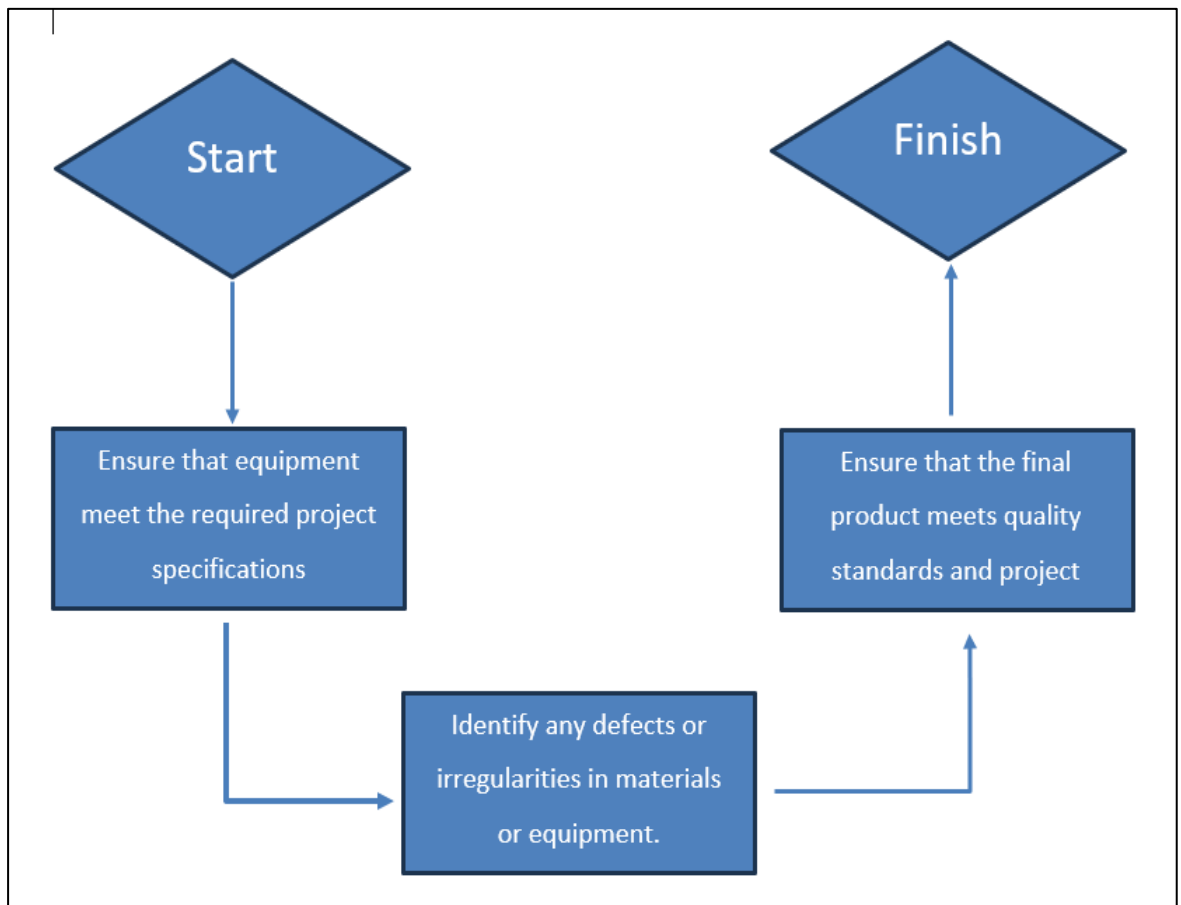 Start
Ensure that equipment
meet the required project
specifications
Identify any defects or
irregularities in materials
or equipment.
Ensure that the final
product meets quality
standards and project
Finish